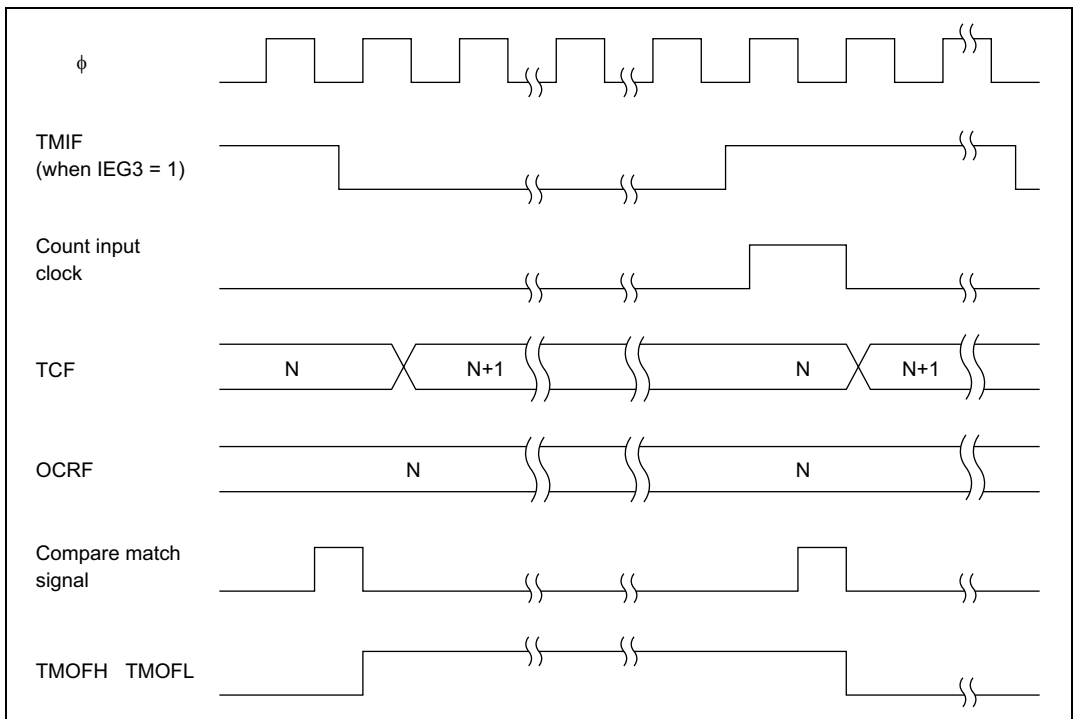 ϕ
TMIF
(when IEG3 = 1)
Count input
clock
TCF
N
N+1
N
N+1
OCRF
N
N
Compare match
signal
TMOFH TMOFL